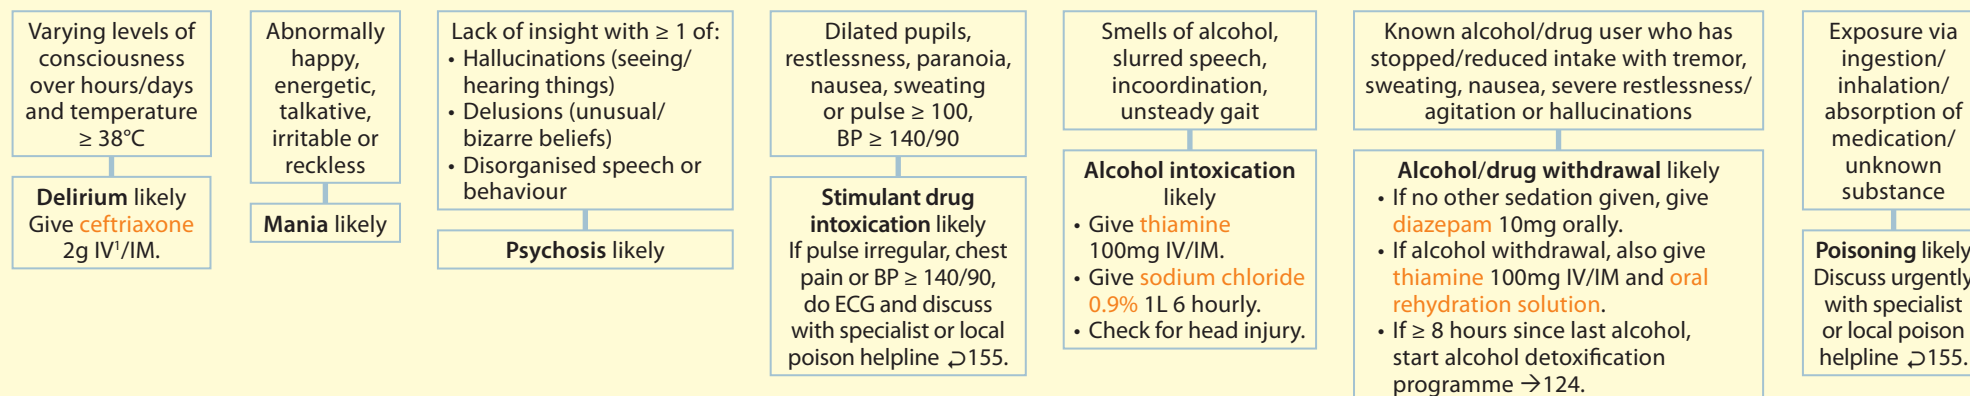 Varying levels of
consciousness
over hours/days
and temperature
≥ 38°C
Delirium likely
Give ceftriaxone
2g IV¹/IM.
Abnormally
happy,
energetic,
talkative,
irritable or
reckless
Mania likely
Lack of insight with ≥ 1 of:
• Hallucinations (seeing/
hearing things)
• Delusions (unusual/
bizarre beliefs)
• Disorganised speech or
behaviour
Psychosis likely
Dilated pupils,
restlessness, paranoia,
nausea, sweating
or pulse ≥ 100,
BP ≥ 140/90
Stimulant drug
intoxication likely
If pulse irregular, chest
pain or BP ≥ 140/90,
do ECG and discuss
with specialist or local
poison helpline ⮌155.
Smells of alcohol,
slurred speech,
incoordination,
unsteady gait
Alcohol intoxication
likely
• Give thiamine
100mg IV/IM.
• Give sodium chloride
0.9% 1L 6 hourly.
• Check for head injury.
Known alcohol/drug user who has
stopped/reduced intake with tremor,
sweating, nausea, severe restlessness/
agitation or hallucinations
Alcohol/drug withdrawal likely
• If no other sedation given, give
diazepam 10mg orally.
• If alcohol withdrawal, also give
thiamine 100mg IV/IM and oral
rehydration solution.
• If ≥ 8 hours since last alcohol,
start alcohol detoxification
programme →124.
Exposure via
ingestion/
inhalation/
absorption of
medication/
unknown
substance
Poisoning likely
Discuss urgently
with specialist
or local poison
helpline ⮌155.